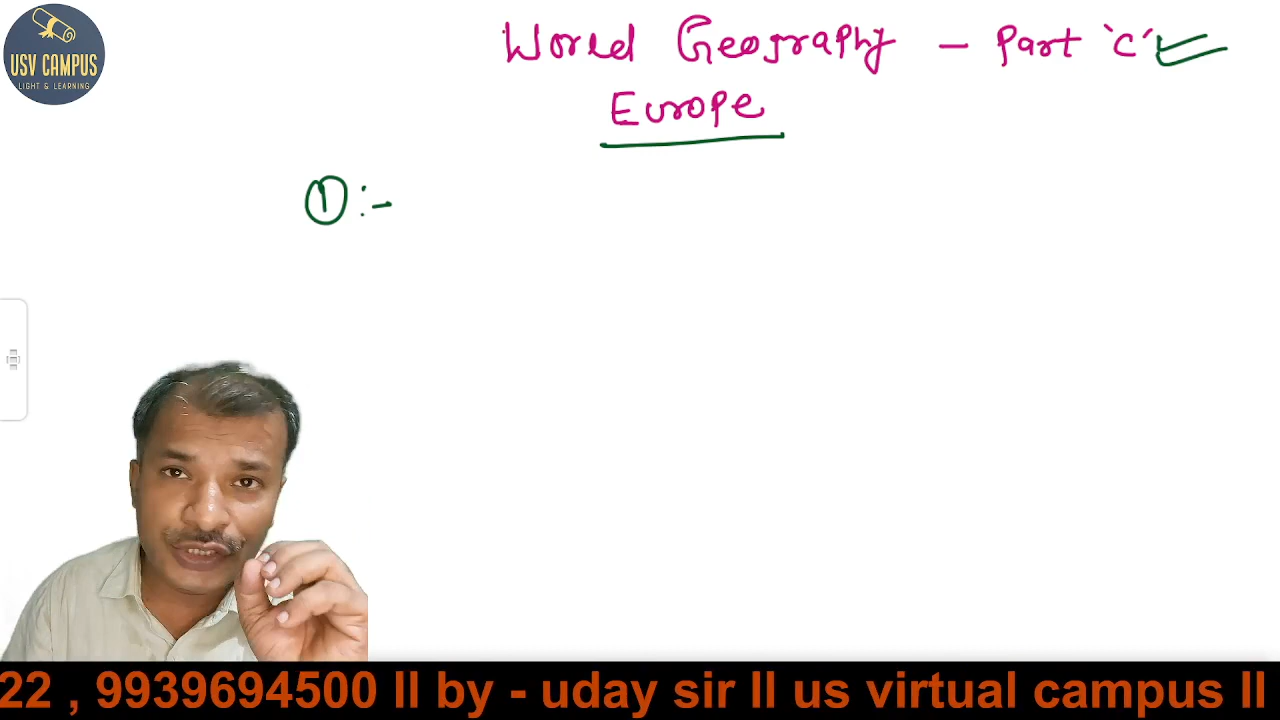 USV CAMPUS
LIGHT & LEARNING
World Geography - Part 'C'
Europe
① :-
22 , 9939694500 ll by - uday sir ll us virtual campus ll